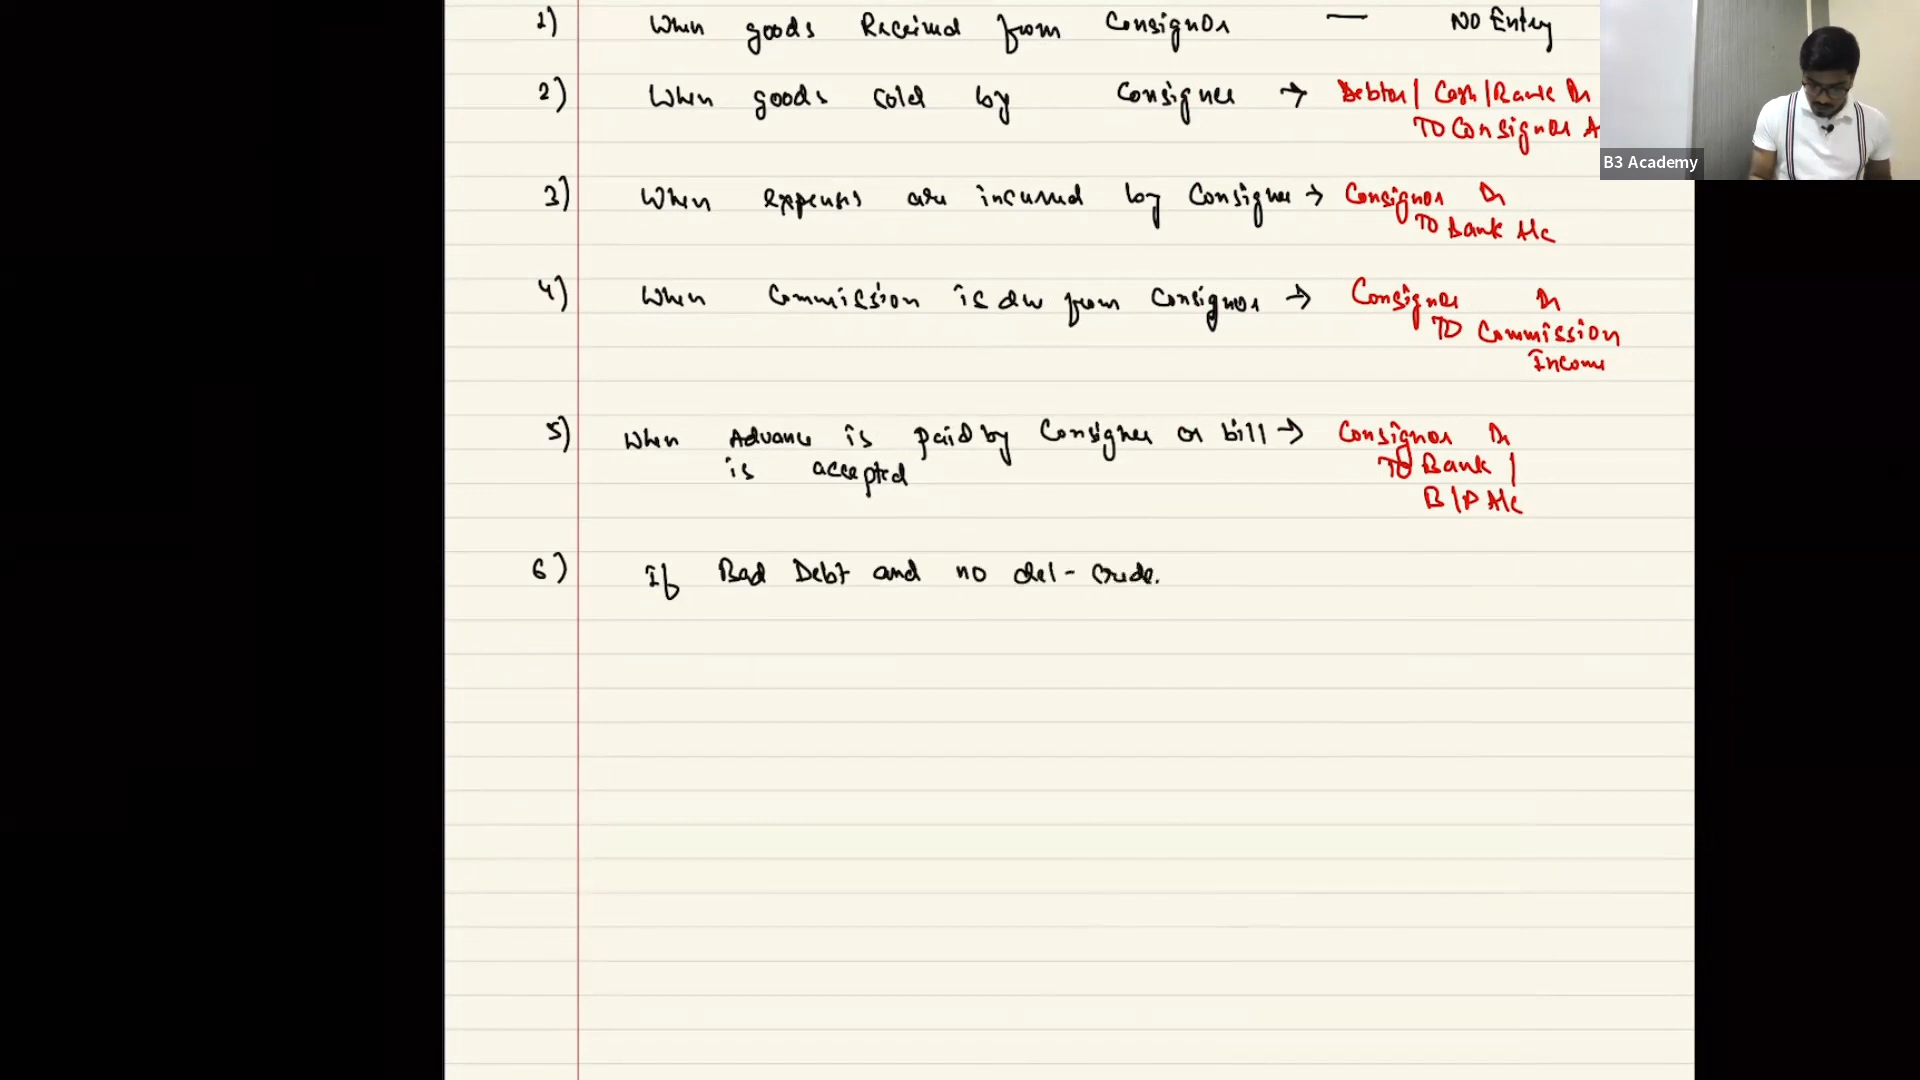 1) When goods Received from Consignor — No Entry
2) When goods sold by Consignee → Debtor / Cash / Bank Dr
To Consignor A
B3 Academy
3) When expenses are incurred by Consignee → Consignor Dr
To Bank A/c
4) When Commission is due from Consignor → Consignor Dr
To Commission
Income
5) When Advance is paid by Consignee or bill → Consignor Dr
is accepted To Bank /
B/P A/c
6) If Bad Debt and no del-crede.